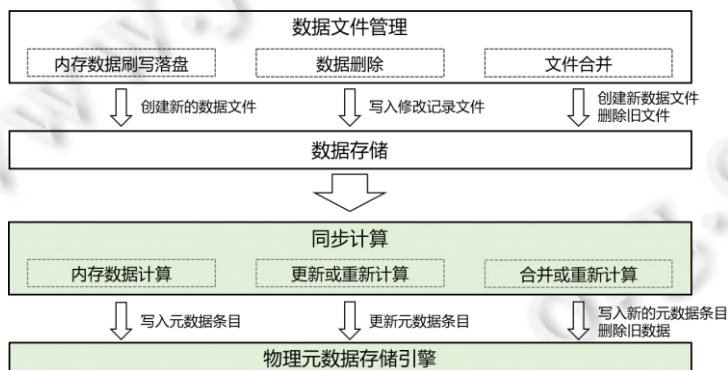 数据文件管理
内存数据刷写落盘
数据删除
文件合并
创建新的数据文件
写入修改记录文件
创建新数据文件
删除旧文件
数据存储
同步计算
内存数据计算
更新或重新计算
合并或重新计算
写入元数据条目
更新元数据条目
写入新的元数据条目
删除旧数据
物理元数据存储引擎